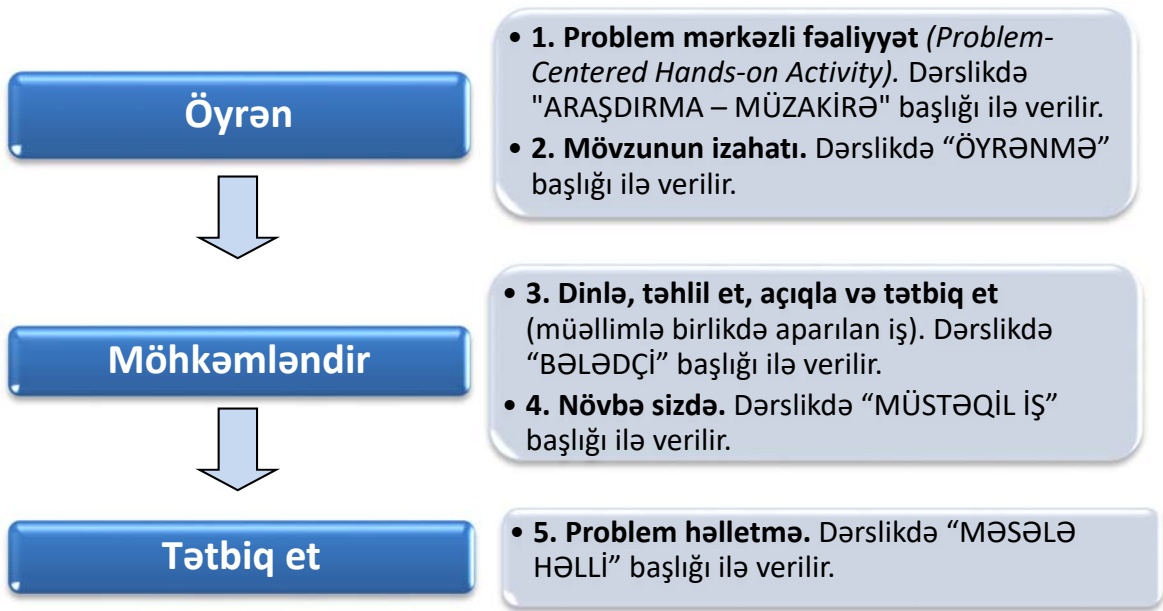 Öyrən
• 1. Problem mərkəzli fəaliyyət (Problem-
Centered Hands-on Activity). Dərslikdə
"ARAŞDIRMA – MÜZAKİRƏ" başlığı ilə verilir.
• 2. Mövzunun izahatı. Dərslikdə “ÖYRƏNMƏ”
başlığı ilə verilir.
Möhkəmləndir
• 3. Dinlə, təhlil et, açıqla və tətbiq et
(müəllimlə birlikdə aparılan iş). Dərslikdə
“BƏLƏDÇİ” başlığı ilə verilir.
• 4. Növbə sizdə. Dərslikdə “MÜSTƏQİL İŞ”
başlığı ilə verilir.
Tətbiq et
• 5. Problem həlletmə. Dərslikdə “MƏSƏLƏ
HƏLLİ” başlığı ilə verilir.